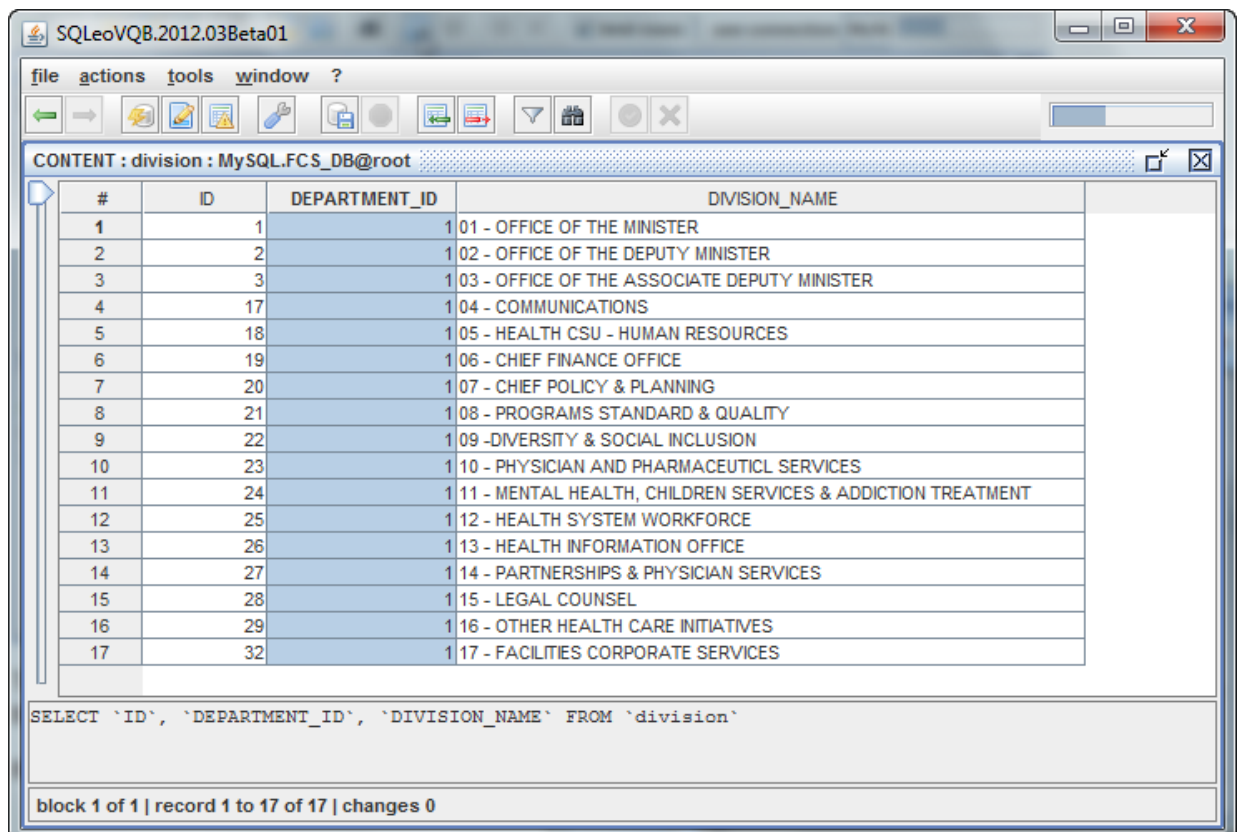 SQLeoVQB.2012.03Beta01
file actions tools window ?
CONTENT : division : MySQL.FCS_DB@root
# ID DEPARTMENT_ID DIVISION_NAME
1 1 1 01 - OFFICE OF THE MINISTER
2 2 1 02 - OFFICE OF THE DEPUTY MINISTER
3 3 1 03 - OFFICE OF THE ASSOCIATE DEPUTY MINISTER
4 17 1 04 - COMMUNICATIONS
5 18 1 05 - HEALTH CSU - HUMAN RESOURCES
6 19 1 06 - CHIEF FINANCE OFFICE
7 20 1 07 - CHIEF POLICY & PLANNING
8 21 1 08 - PROGRAMS STANDARD & QUALITY
9 22 1 09 -DIVERSITY & SOCIAL INCLUSION
10 23 1 10 - PHYSICIAN AND PHARMACEUTICL SERVICES
11 24 1 11 - MENTAL HEALTH, CHILDREN SERVICES & ADDICTION TREATMENT
12 25 1 12 - HEALTH SYSTEM WORKFORCE
13 26 1 13 - HEALTH INFORMATION OFFICE
14 27 1 14 - PARTNERSHIPS & PHYSICIAN SERVICES
15 28 1 15 - LEGAL COUNSEL
16 29 1 16 - OTHER HEALTH CARE INITIATIVES
17 32 1 17 - FACILITIES CORPORATE SERVICES
SELECT `ID`, `DEPARTMENT_ID`, `DIVISION_NAME` FROM `division`
block 1 of 1 | record 1 to 17 of 17 | changes 0